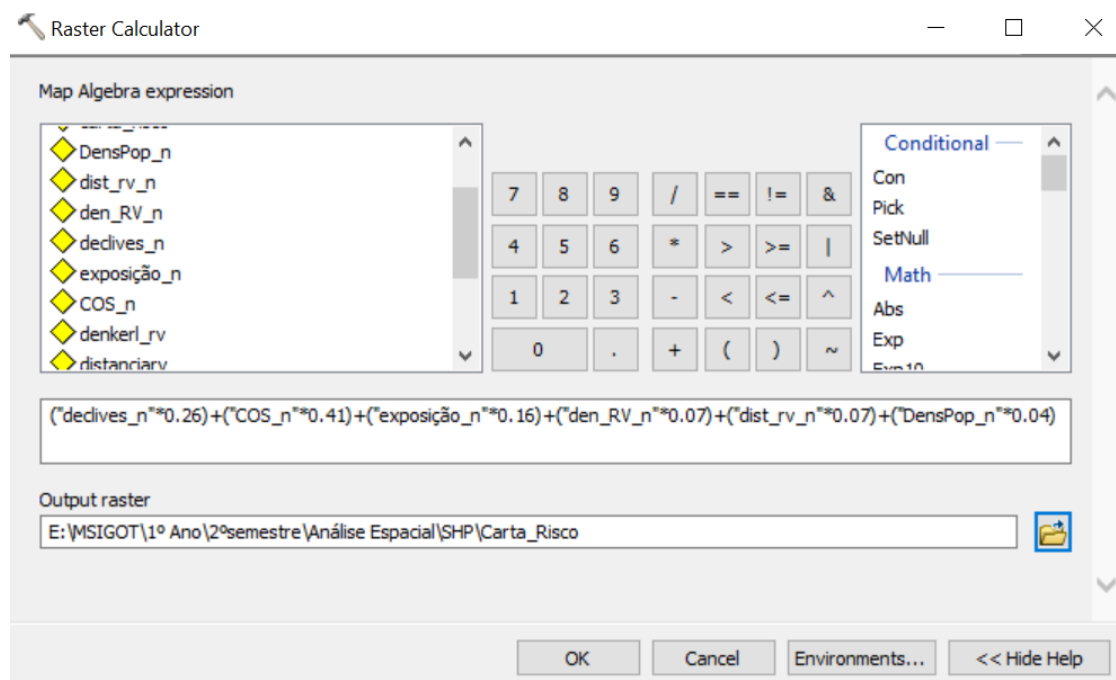 Raster Calculator
Map Algebra expression
DensPop_n
dist_rv_n
den_RV_n
declives_n
exposição_n
COS_n
denkerl_rv
distanciarv
7 8 9 / == != &
4 5 6 * > >= |
1 2 3 - < <= ^
0 . + ( ) ~
Conditional
Con
Pick
SetNull
Math
Abs
Exp
Exp10
("declives_n"*0.26)+("COS_n"*0.41)+("exposição_n"*0.16)+("den_RV_n"*0.07)+("dist_rv_n"*0.07)+("DensPop_n"*0.04)
Output raster
E:\MSIGOT\1º Ano\2ºsemestre\Análise Espacial\SHP\Carta_Risco
OK Cancel Environments... << Hide Help